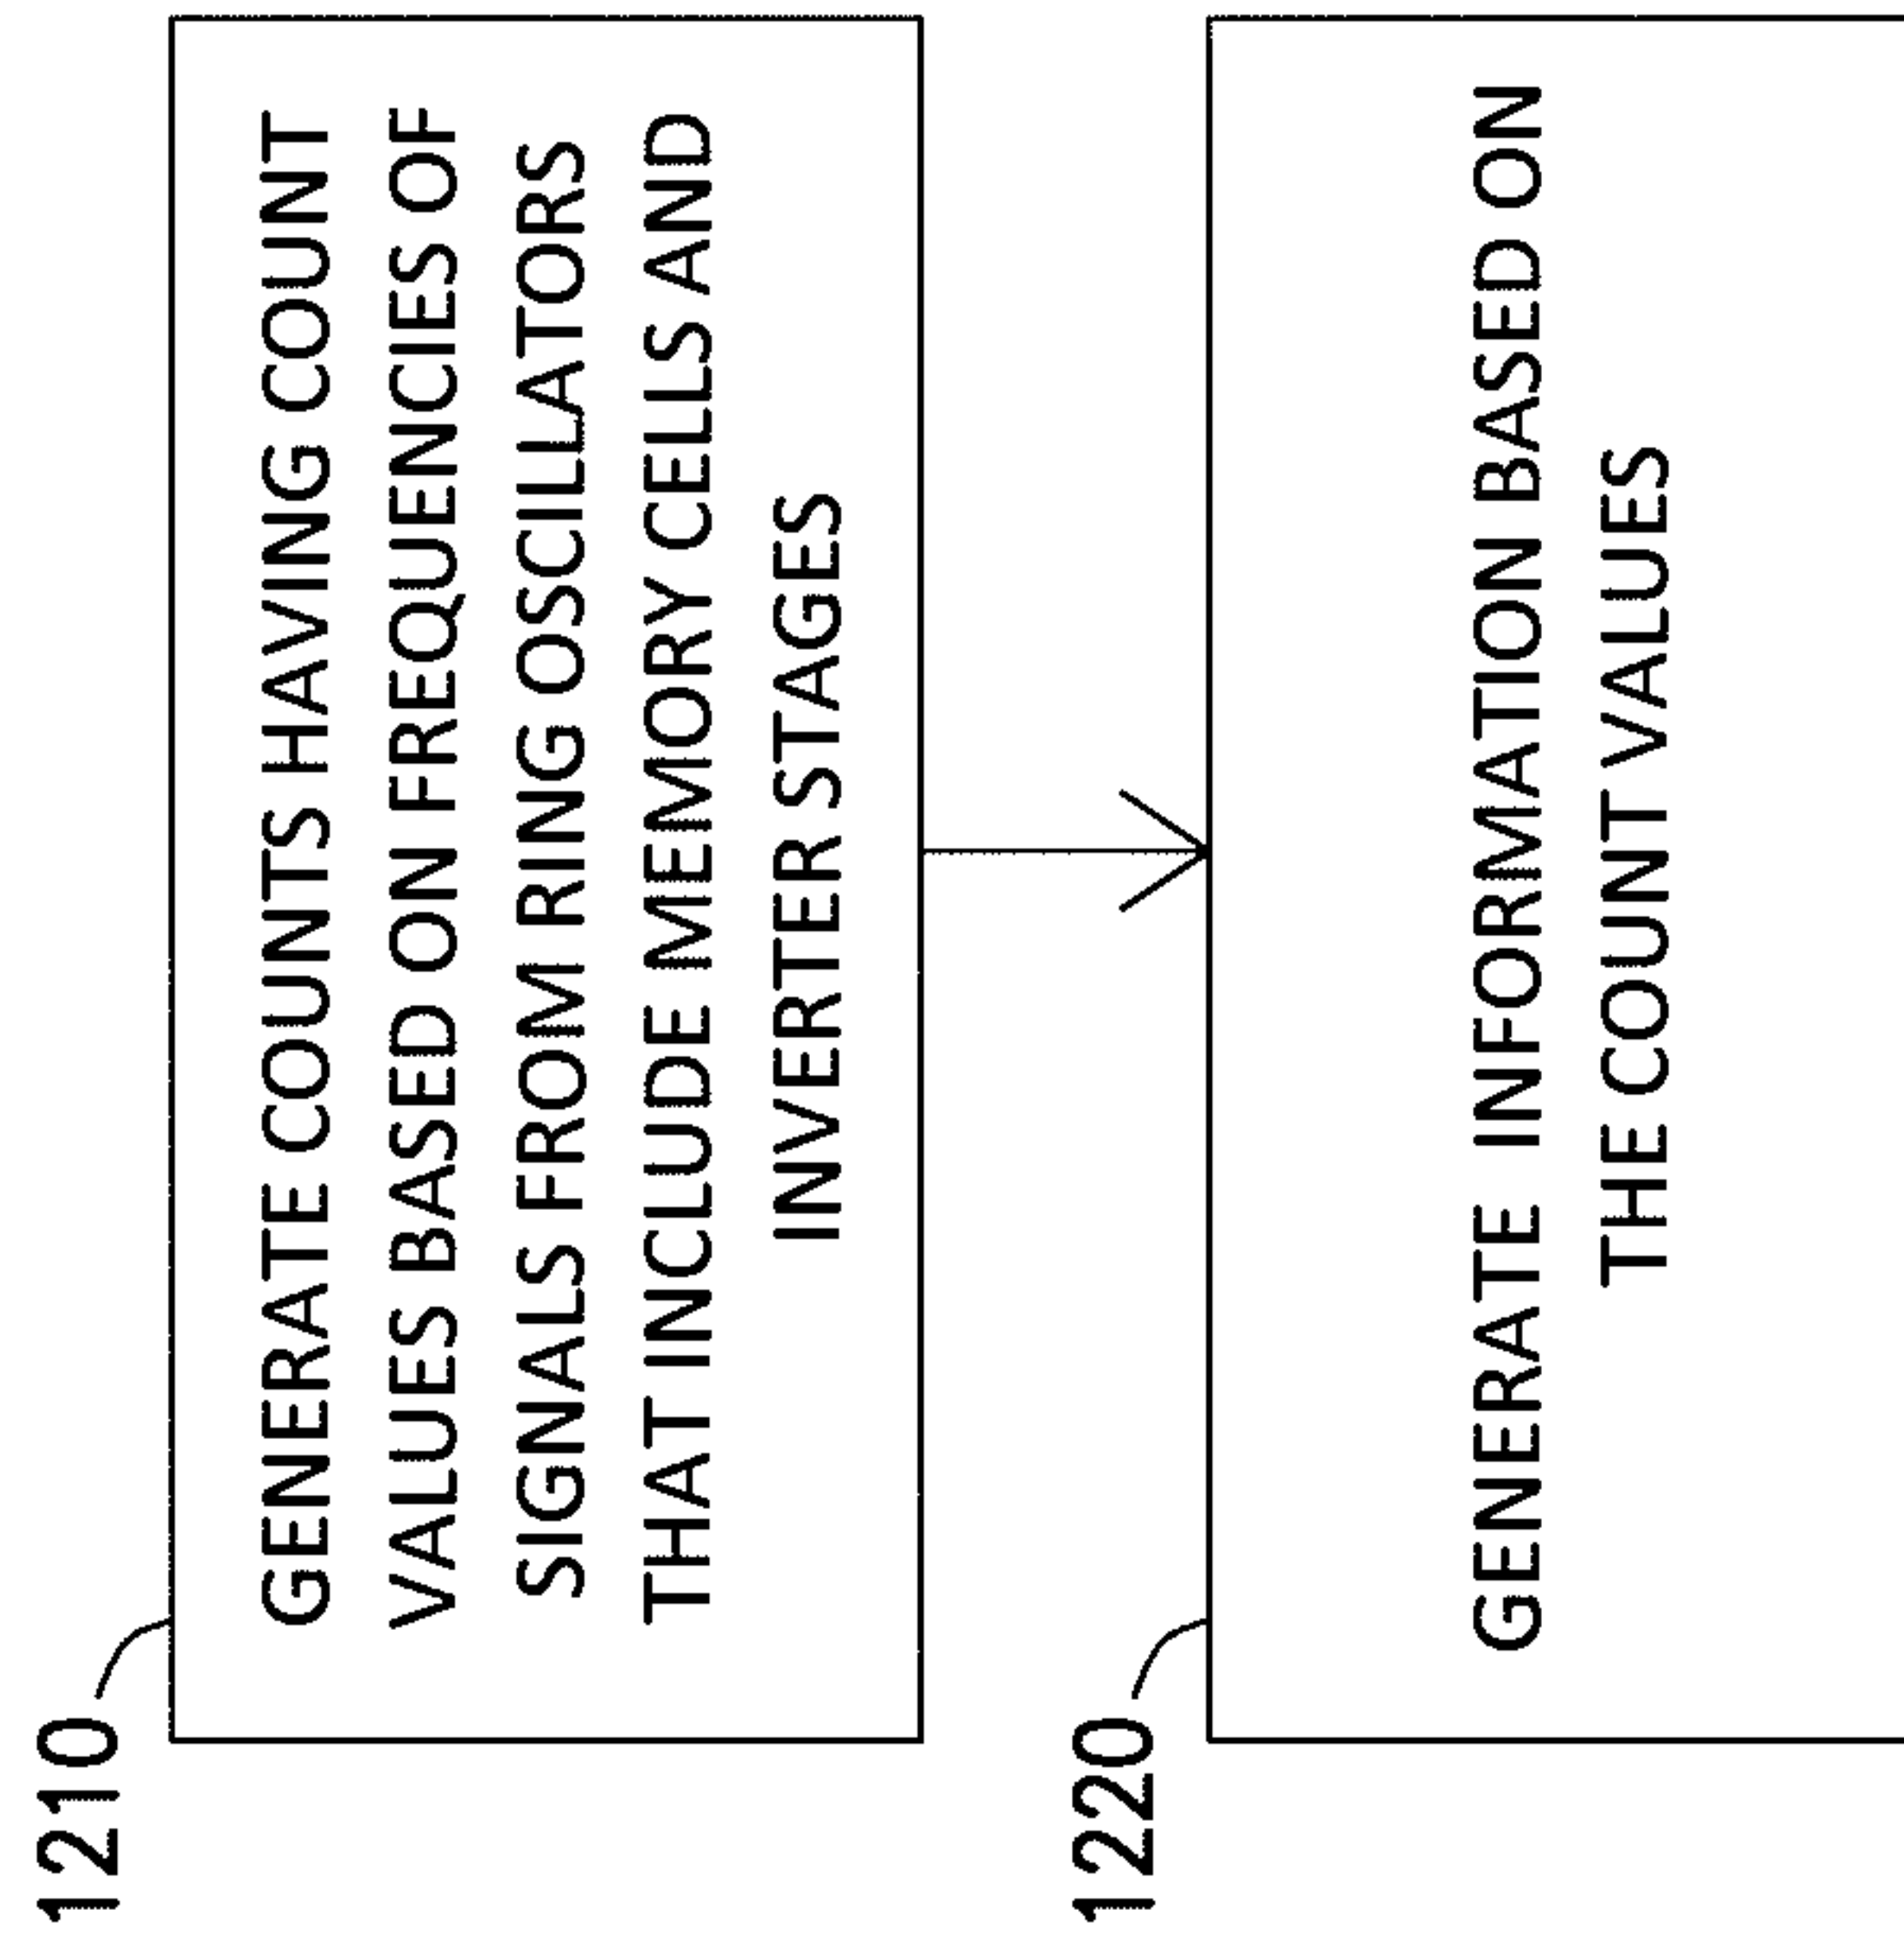 1210
GENERATE COUNTS HAVING COUNT
VALUES BASED ON FREQUENCIES OF
SIGNALS FROM RING OSCILLATORS
THAT INCLUDE MEMORY CELLS AND
INVERTER STAGES
1220
GENERATE INFORMATION BASED ON
THE COUNT VALUES